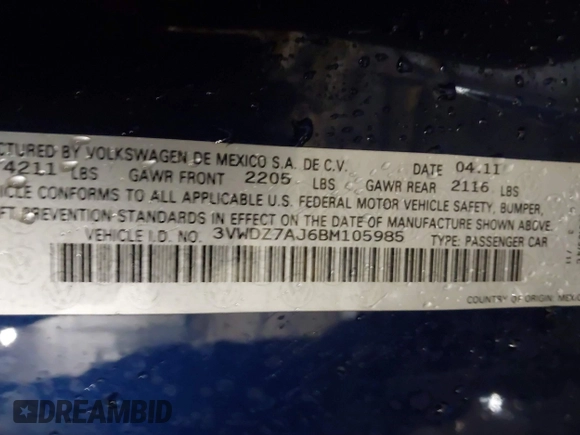 CTURED BY VOLKSWAGEN DE MEXICO S.A. DE C.V. DATE 04.11
4211 LBS GAWR FRONT 2205 LBS GAWR REAR 2116 LBS
HICLE CONFORMS TO ALL APPLICABLE U.S. FEDERAL MOTOR VEHICLE SAFETY, BUMPER,
FT PREVENTION-STANDARDS IN EFFECT ON THE DATE OF MANUFACTURE SHOWN ABOVE.
VEHICLE I.D. NO. 3VWDZ7AJ6BM105985 TYPE: PASSENGER CAR
COUNTRY OF ORIGIN: MEX
DREAMBID